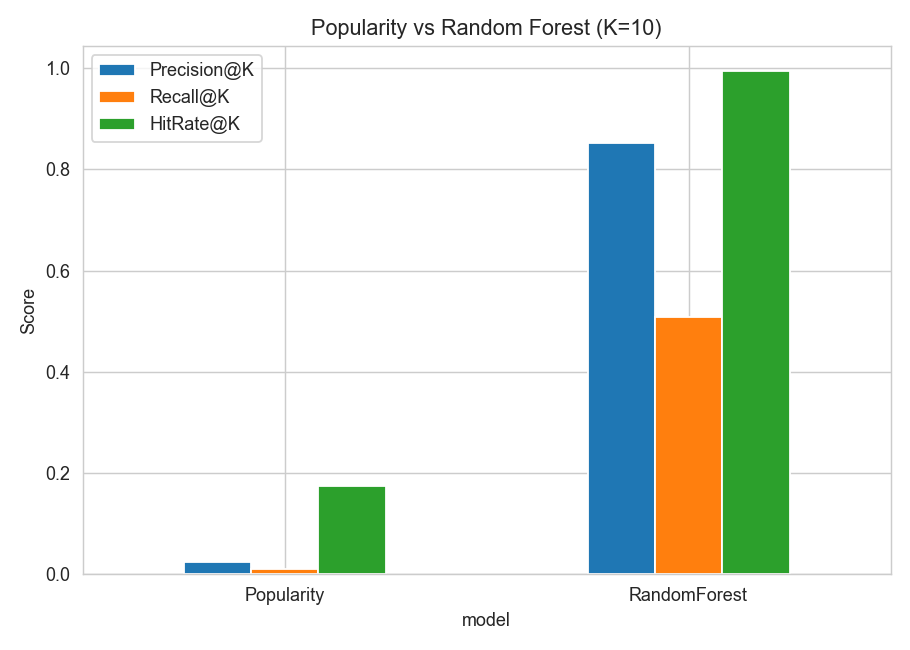 Popularity vs Random Forest (K=10)
Precision@K
Recall@K
HitRate@K
1.0
0.8
0.6
0.4
0.2
0.0
Score
Popularity
RandomForest
model